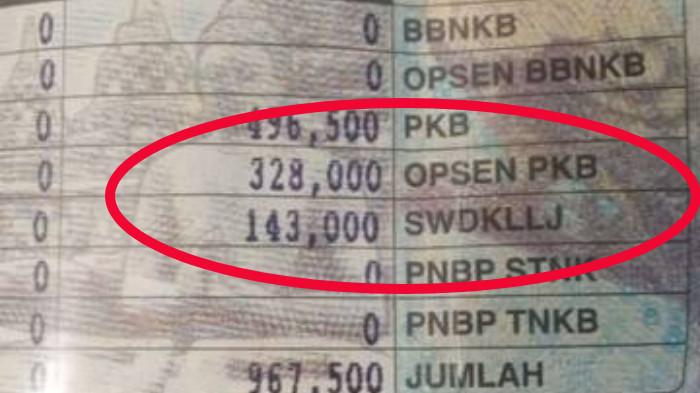 0 0 BBNKB
0 0 OPSEN BBNKB
0 496,500 PKB
0 328,000 OPSEN PKB
0 143,000 SWDKLLJ
0 0 PNBP STNK
0 0 PNBP TNKB
0 967,500 JUMLAH